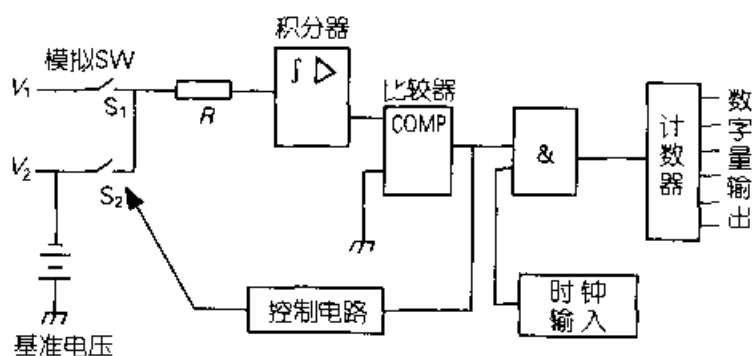 积分器
模拟SW
V₁
S₁
R
∫ ▷
比较器
COMP
&
计数器
数字量输出
V₂
S₂
控制电路
时钟
输入
基准电压